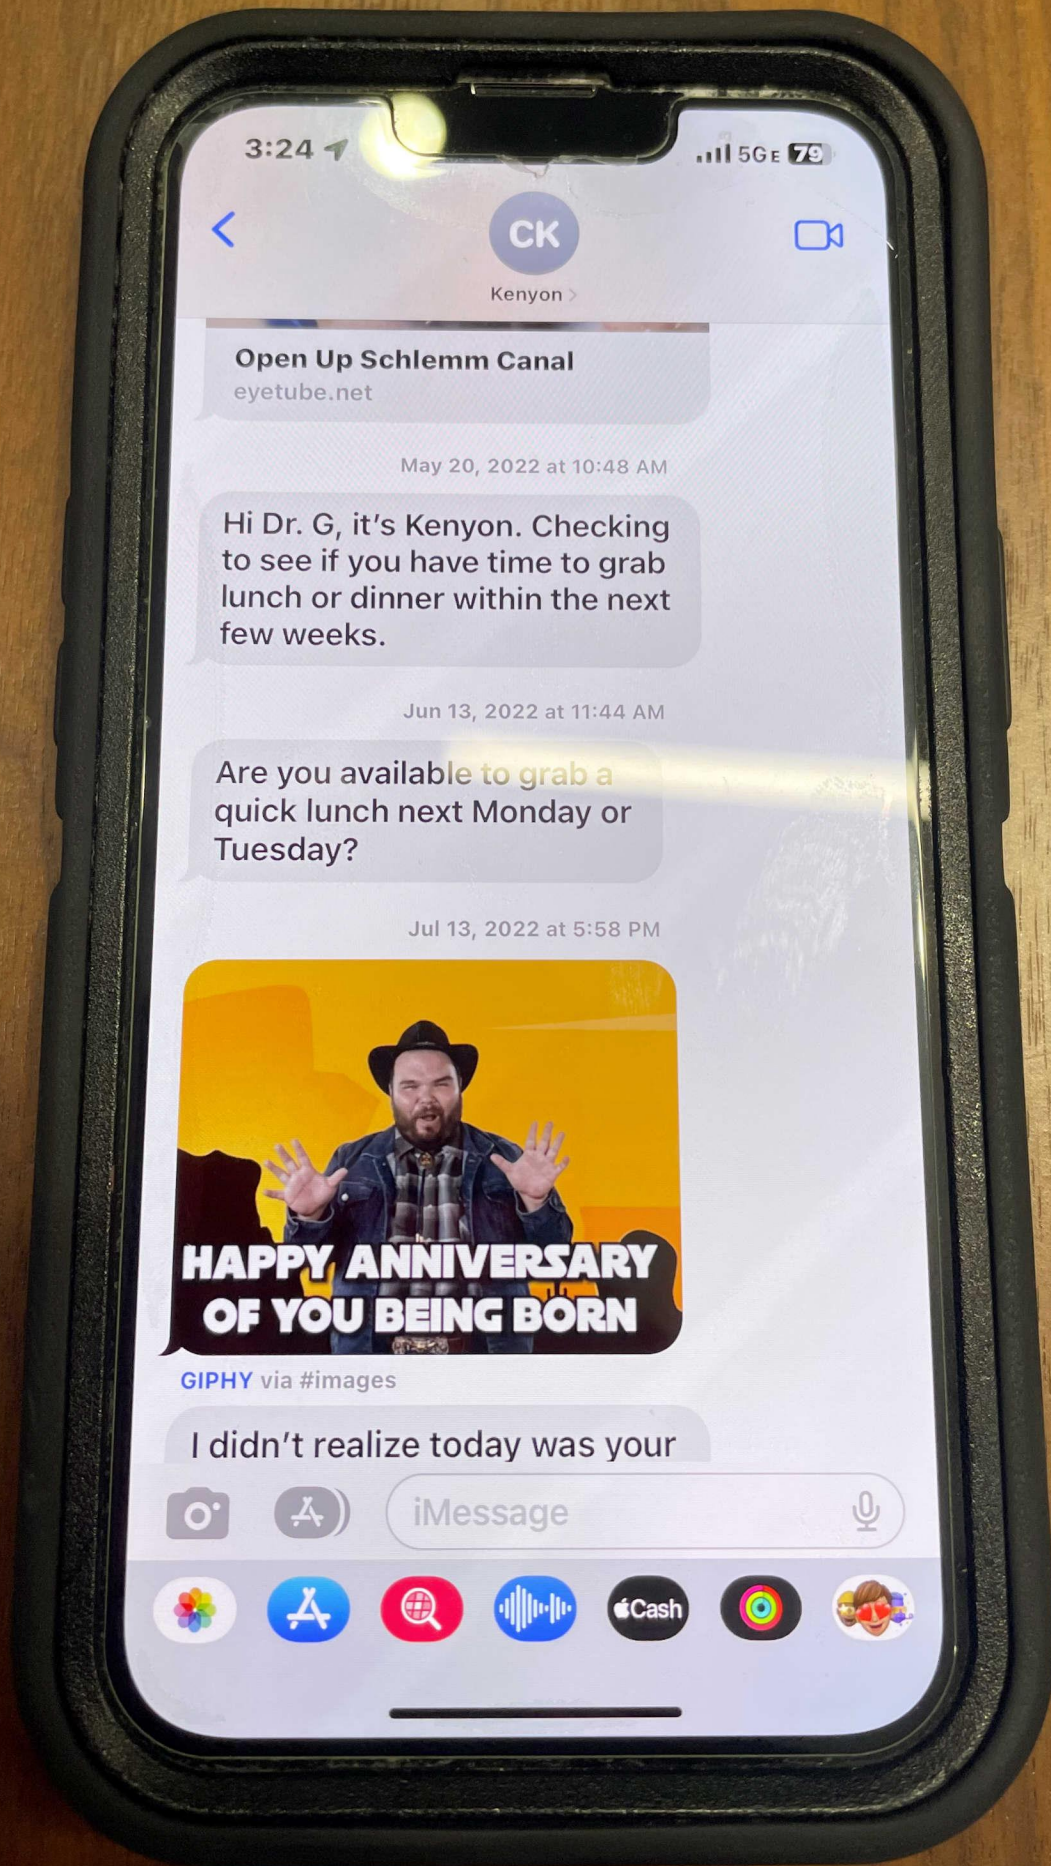 3:24
5GE 79
CK
Kenyon
Open Up Schlemm Canal
eyetube.net
May 20, 2022 at 10:48 AM
Hi Dr. G, it's Kenyon. Checking
to see if you have time to grab
lunch or dinner within the next
few weeks.
Jun 13, 2022 at 11:44 AM
Are you available to grab a
quick lunch next Monday or
Tuesday?
Jul 13, 2022 at 5:58 PM
HAPPY ANNIVERSARY
OF YOU BEING BORN
GIPHY via #images
I didn't realize today was your
iMessage
Cash